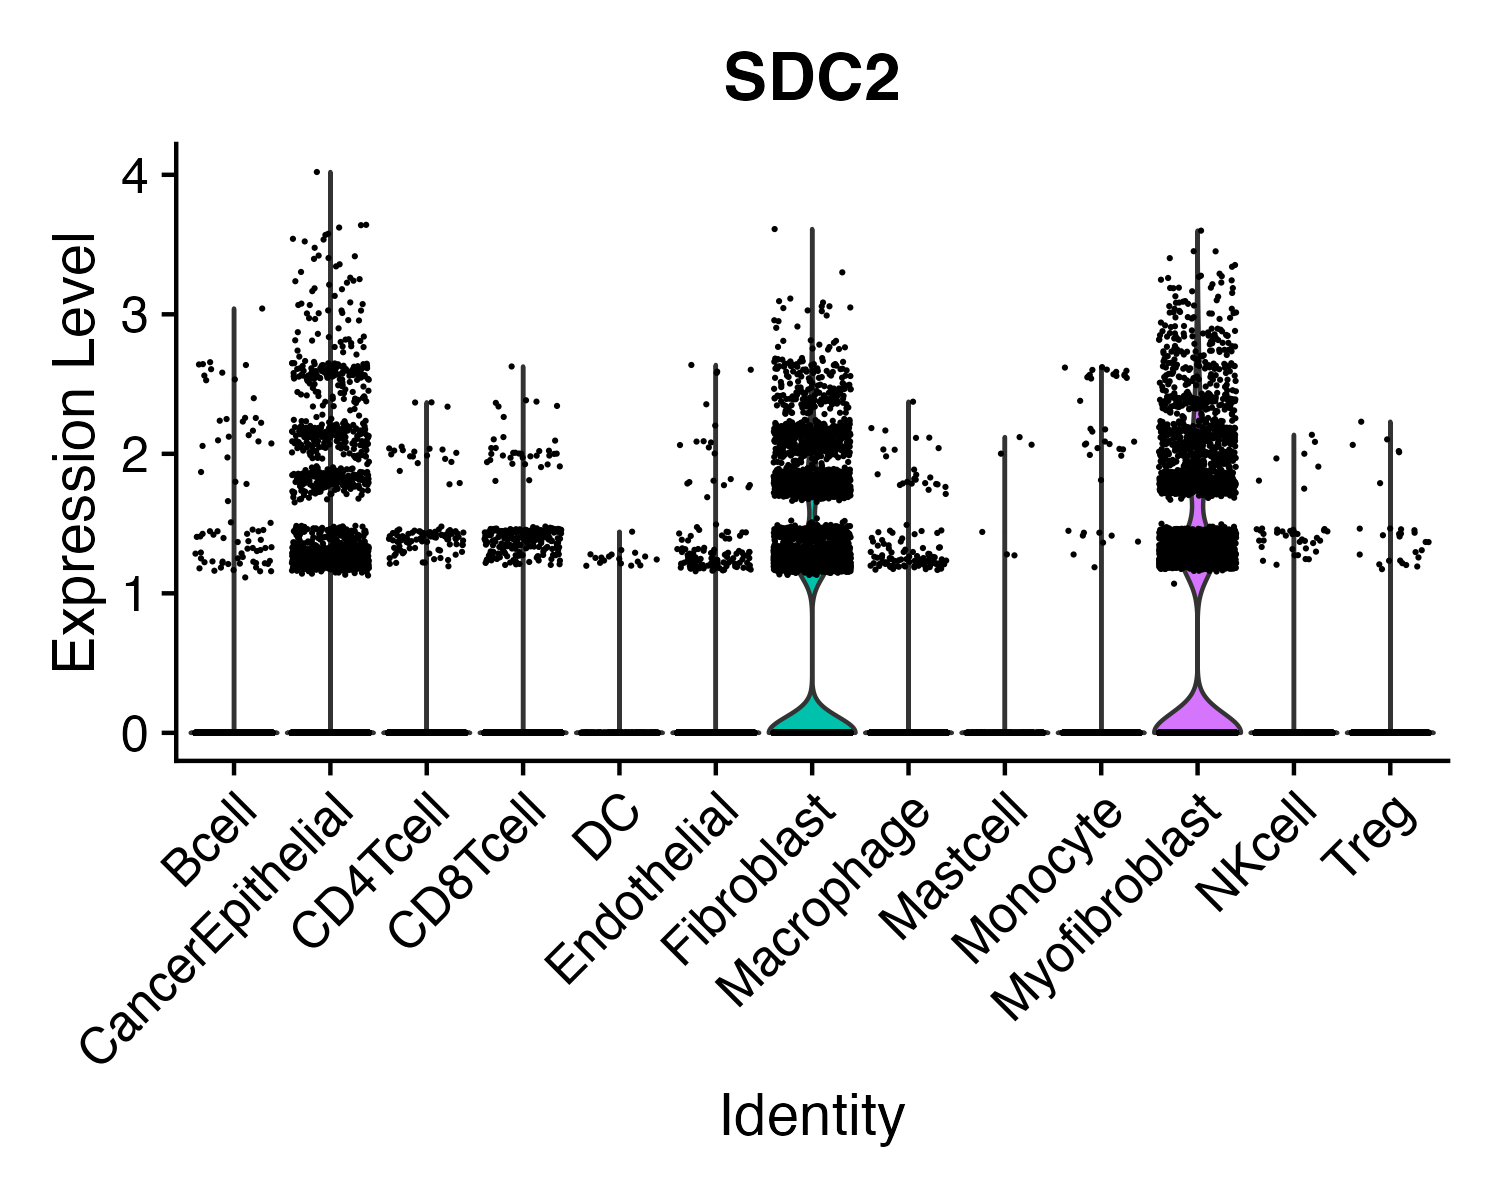 SDC2
Expression Level
4
3
2
1
0
Bcell
CancerEpithelial
CD4Tcell
CD8Tcell
DC
Endothelial
Fibroblast
Macrophage
Mastcell
Monocyte
Myofibroblast
NKcell
Treg
Identity